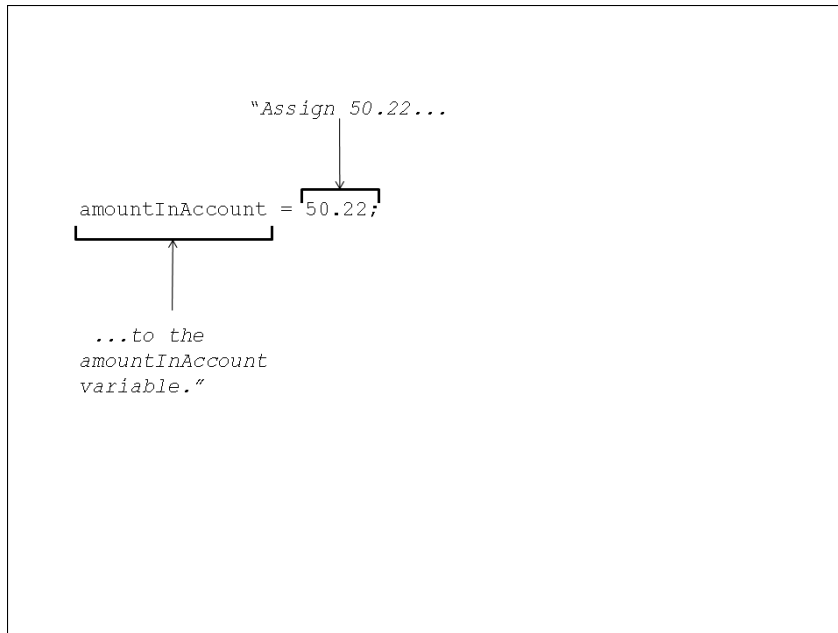 “Assign 50.22...
amountInAccount = 50.22;
...to the
amountInAccount
variable.”